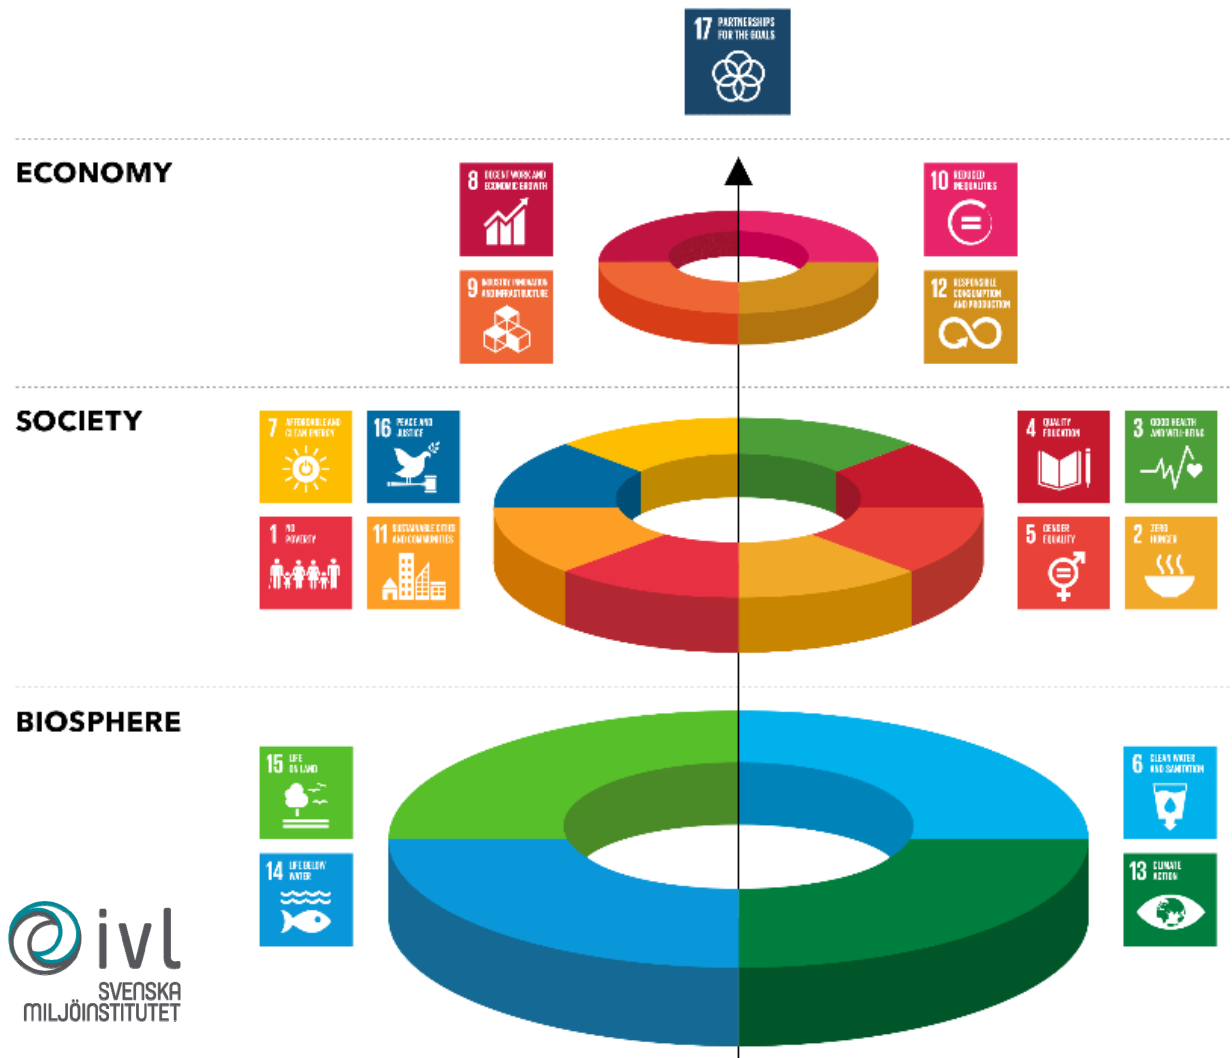 17 PARTNERSHIPS
FOR THE GOALS
ECONOMY
8 DECENT WORK AND
ECONOMIC GROWTH
10 REDUCED
INEQUALITIES
9 INDUSTRY, INNOVATION
AND INFRASTRUCTURE
12 RESPONSIBLE
CONSUMPTION
AND PRODUCTION
SOCIETY
7 AFFORDABLE AND
CLEAN ENERGY
16 PEACE AND
JUSTICE
4 QUALITY
EDUCATION
3 GOOD HEALTH
AND WELL-BEING
1 NO
POVERTY
11 SUSTAINABLE CITIES
AND COMMUNITIES
5 GENDER
EQUALITY
2 ZERO
HUNGER
BIOSPHERE
15 LIFE
ON LAND
6 CLEAN WATER
AND SANITATION
14 LIFE BELOW
WATER
13 CLIMATE
ACTION
ivl
SVENSKA
MILJÖINSTITUTET